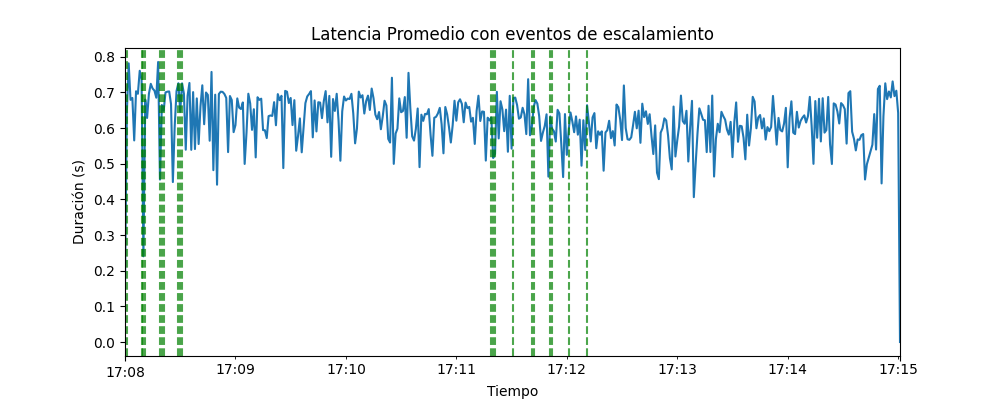 Latencia Promedio con eventos de escalamiento
Duración (s)
0.8
0.7
0.6
0.5
0.4
0.3
0.2
0.1
0.0
17:08 17:09 17:10 17:11 17:12 17:13 17:14 17:15
Tiempo